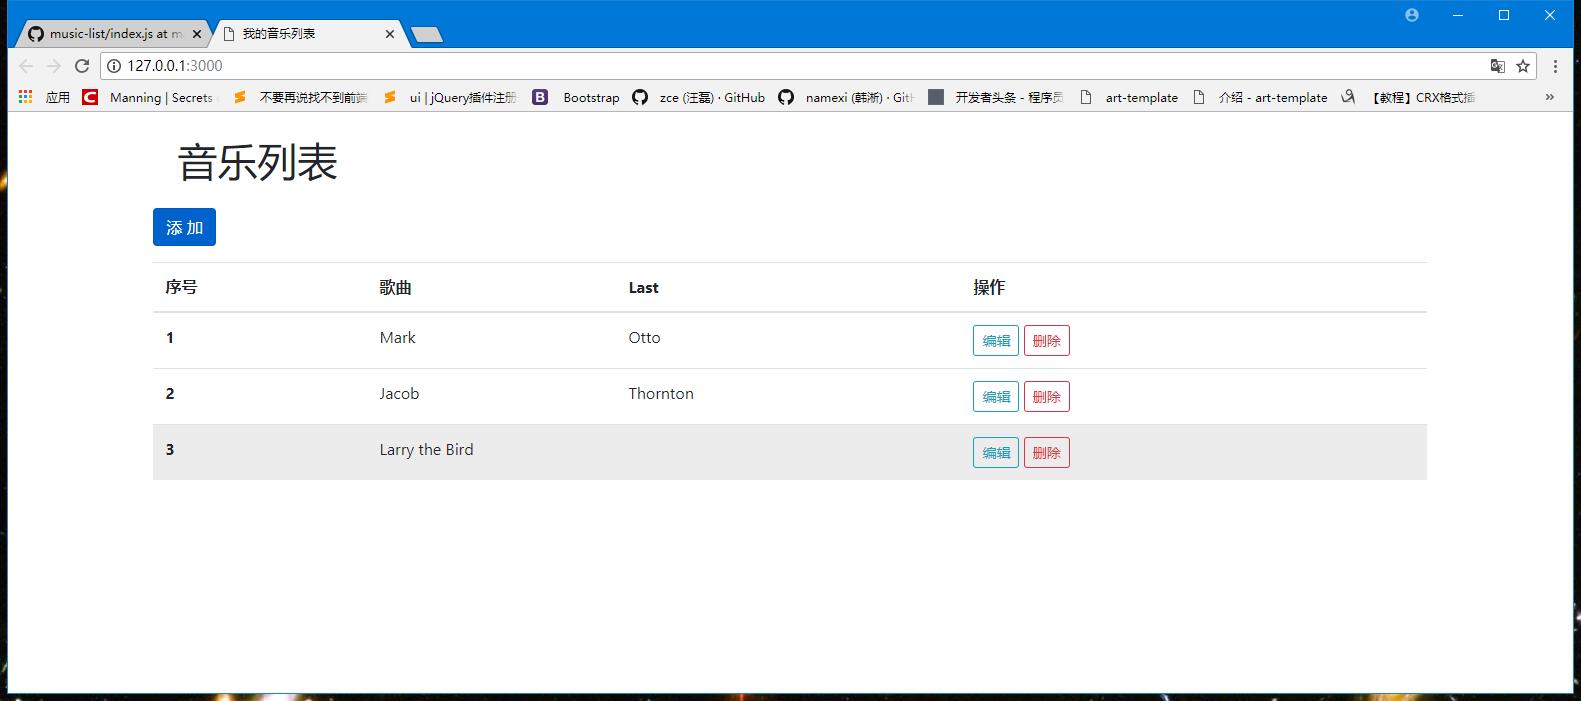 music-list/index.js at m
我的音乐列表
127.0.0.1:3000
应用 Manning | Secrets 不要再说找不到前端 ui | jQuery插件注册 Bootstrap zce (汪磊) · GitHub namexi (韩淅) · Git 开发者头条 - 程序员 art-template 介绍 - art-template 【教程】CRX格式插 »
音乐列表
添 加
序号 歌曲 Last 操作
1 Mark Otto 编辑 删除
2 Jacob Thornton 编辑 删除
3 Larry the Bird 编辑 删除